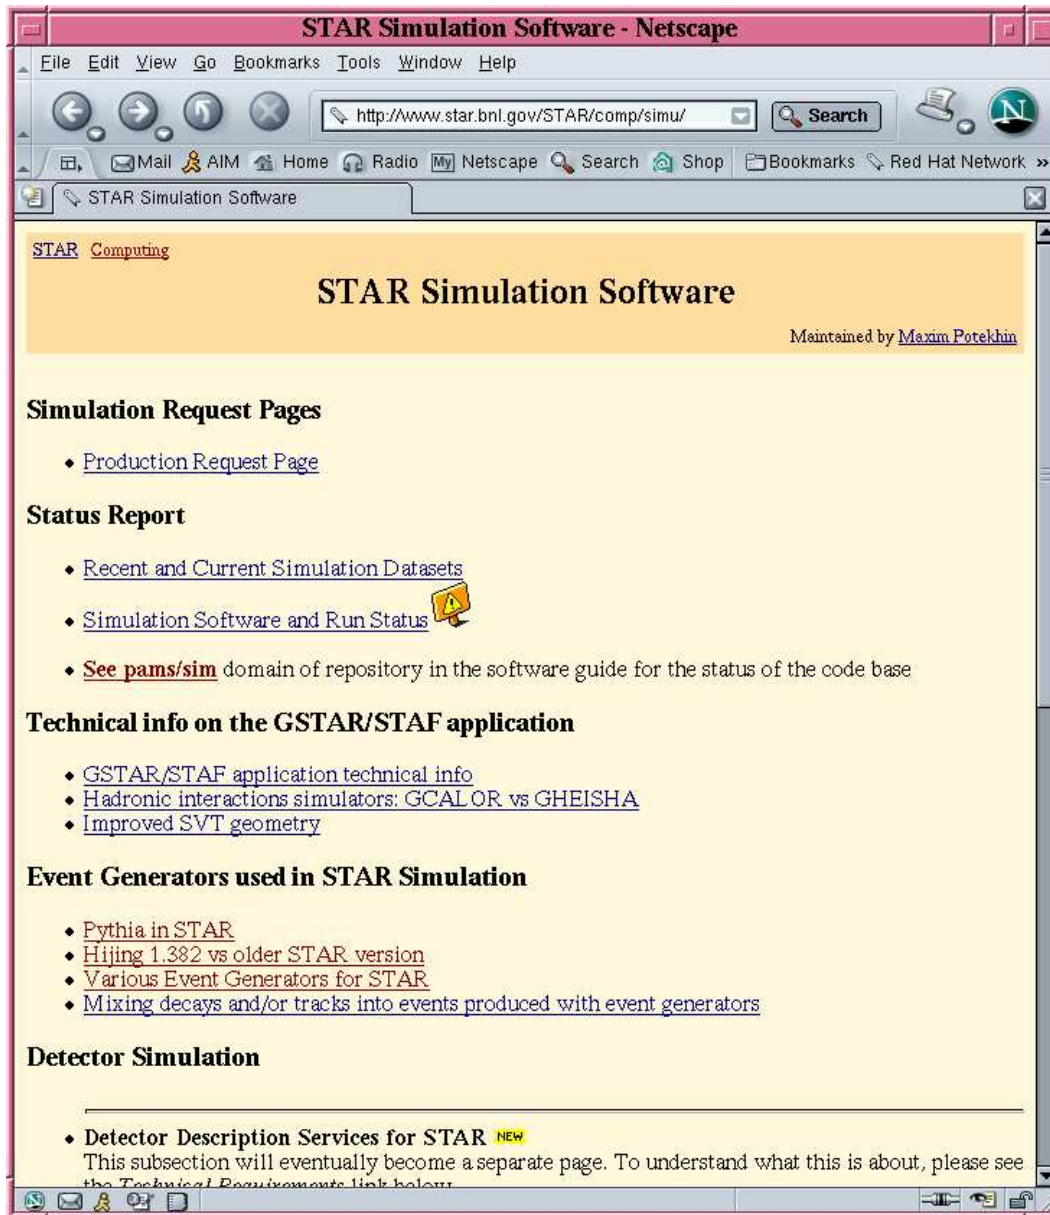 STAR Simulation Software - Netscape
File Edit View Go Bookmarks Tools Window Help
http://www.star.bnl.gov/STAR/comp/simu/ Search N
Mail AIM Home Radio My Netscape Search Shop Bookmarks Red Hat Network »
STAR Simulation Software
STAR Computing
STAR Simulation Software
Maintained by Maxim Potekhin
Simulation Request Pages
• Production Request Page
Status Report
• Recent and Current Simulation Datasets
• Simulation Software and Run Status
• See pams/sim domain of repository in the software guide for the status of the code base
Technical info on the GSTAR/STAF application
• GSTAR/STAF application technical info
• Hadronic interactions simulators: GCALOR vs GHEISHA
• Improved SVT geometry
Event Generators used in STAR Simulation
• Pythia in STAR
• Hijing 1.382 vs older STAR version
• Various Event Generators for STAR
• Mixing decays and/or tracks into events produced with event generators
Detector Simulation
• Detector Description Services for STAR NEW
This subsection will eventually become a separate page. To understand what this is about, please see
the Technical Requirements link below